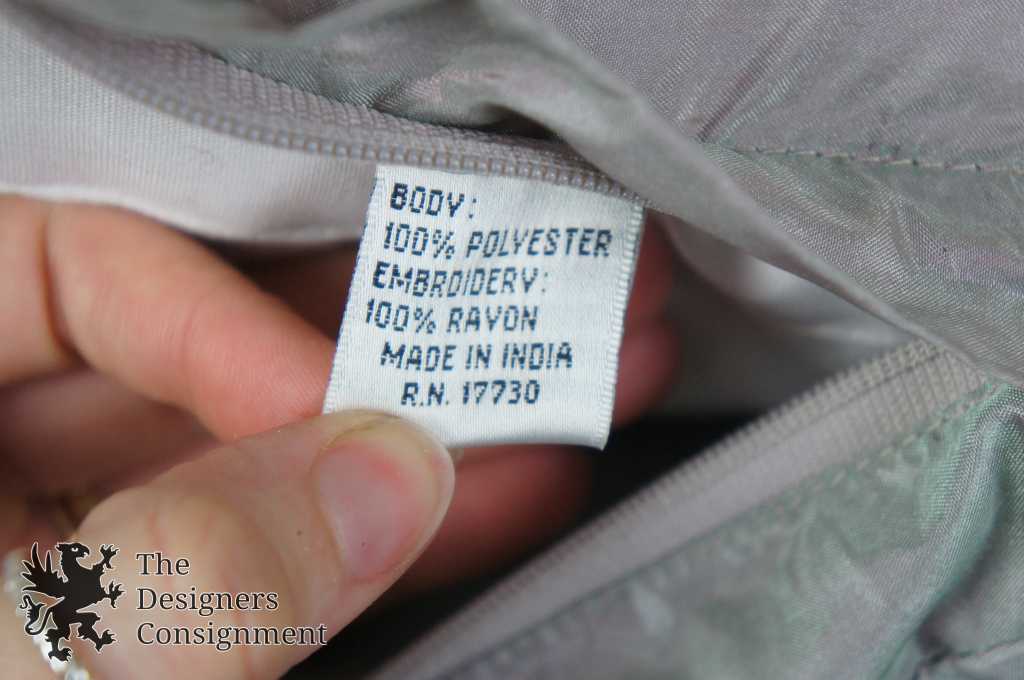 BODY:
100% POLYESTER
EMBROIDERY:
100% RAYON
MADE IN INDIA
R.N. 17730
The
Designers
Consignment